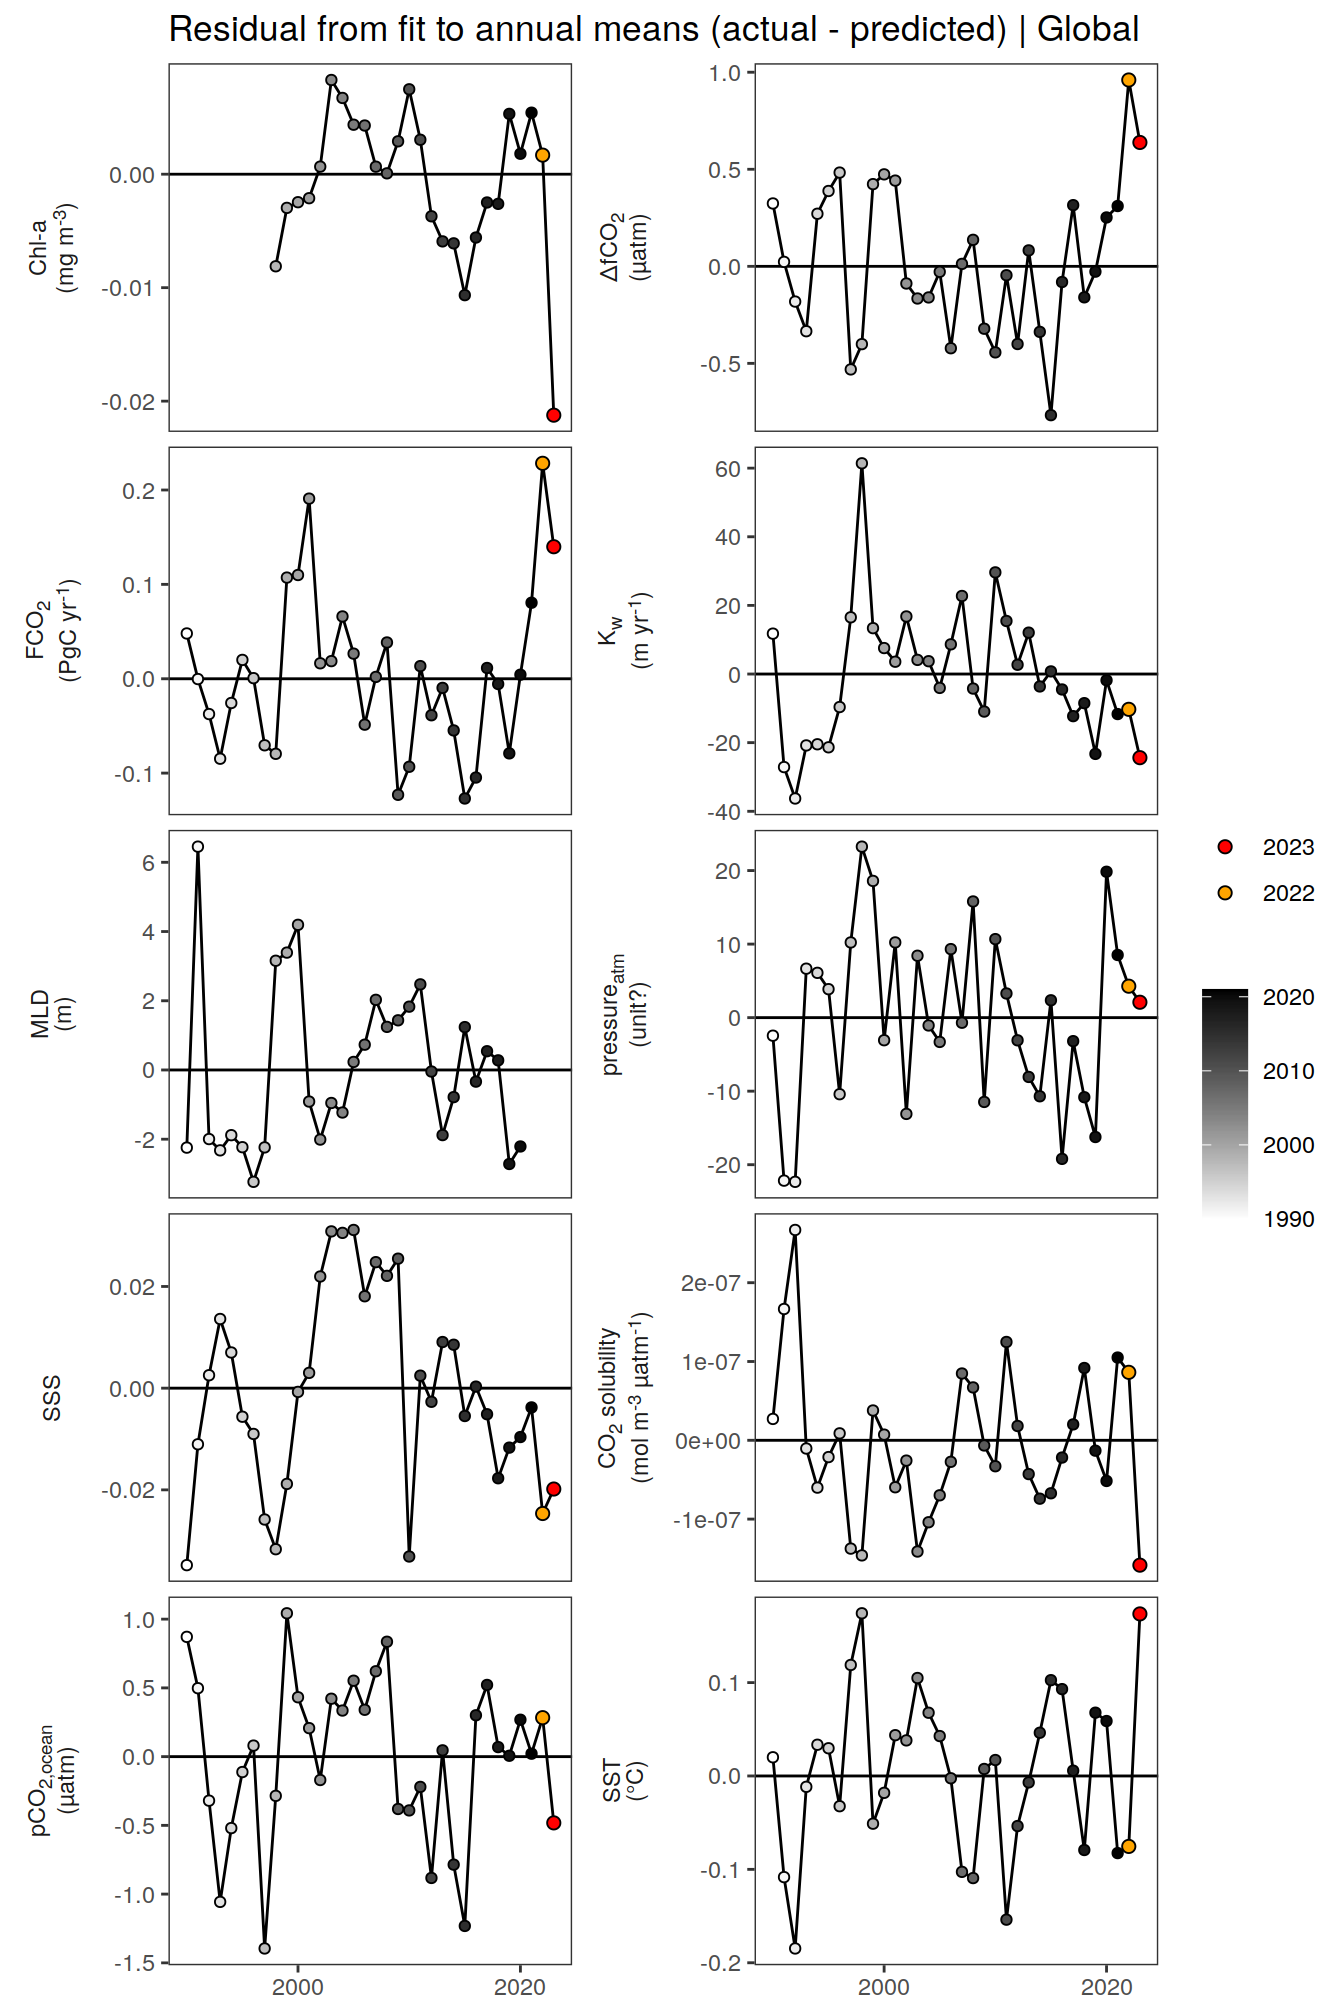 Residual from fit to annual means (actual - predicted) | Global
Chl-a
(mg m⁻³)
0.00
-0.01
-0.02
ΔfCO₂
(µatm)
1.0
0.5
0.0
-0.5
FCO₂
(PgC yr⁻¹)
0.2
0.1
0.0
-0.1
K_w
(m yr⁻¹)
60
40
20
0
-20
-40
MLD
(m)
6
4
2
0
-2
pressure_atm
(unit?)
20
10
0
-10
-20
SSS
0.02
0.00
-0.02
CO₂ solubility
(mol m⁻³ µatm⁻¹)
2e-07
1e-07
0e+00
-1e-07
pCO₂,ocean
(µatm)
1.0
0.5
0.0
-0.5
-1.0
-1.5
2000
2020
SST
(°C)
0.1
0.0
-0.1
-0.2
2000
2020
2023
2022
2020
2010
2000
1990